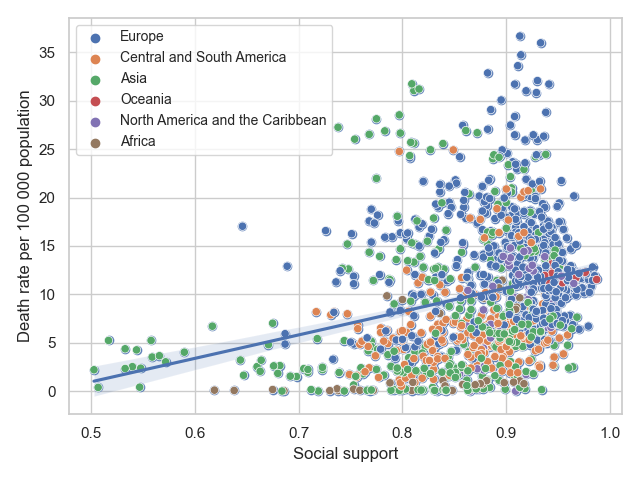 Europe
Central and South America
Asia
Oceania
North America and the Caribbean
Africa
35
30
25
20
15
10
5
0
Death rate per 100 000 population
0.5 0.6 0.7 0.8 0.9 1.0
Social support